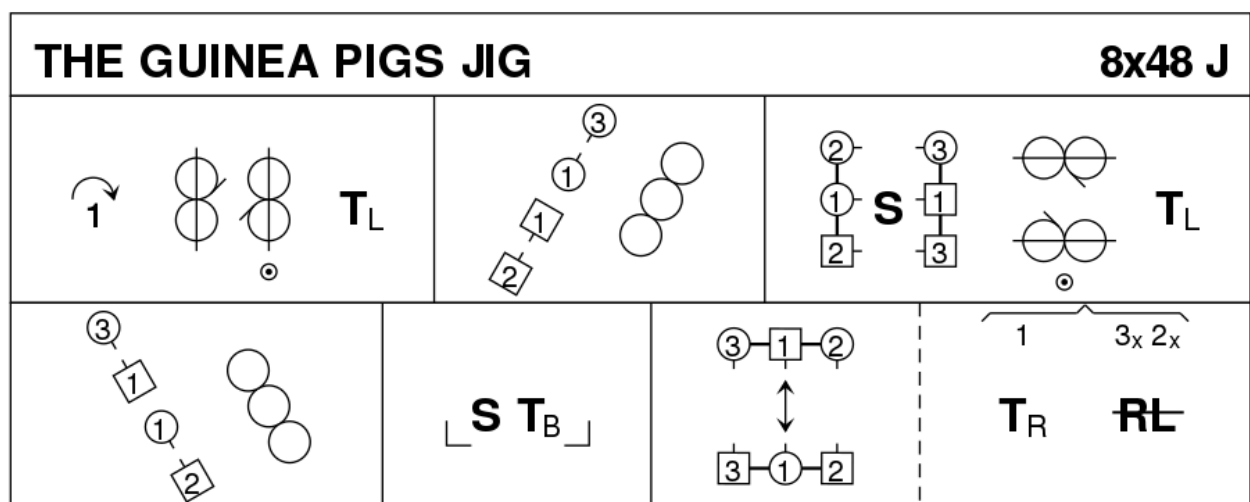 THE GUINEA PIGS JIG 8x48 J
1 TL
3
1
1
2
2 3
1 S 1 TL
2 3
3
1
1
2
S TB
3 1 2
3 1 2
1 3x 2x
TR RL